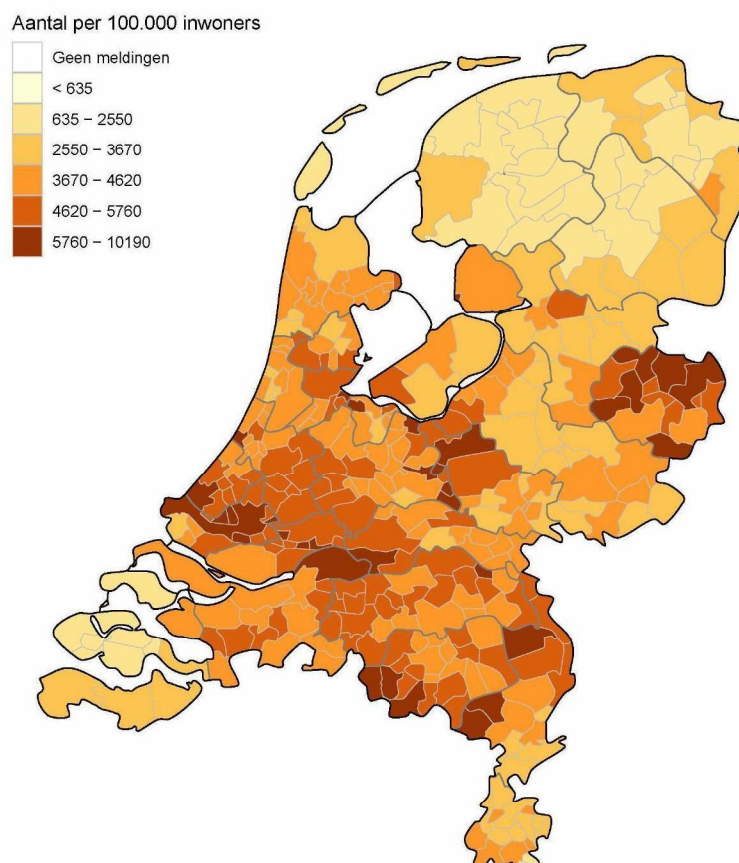 Aantal per 100.000 inwoners
Geen meldingen
< 635
635 – 2550
2550 – 3670
3670 – 4620
4620 – 5760
5760 – 10190